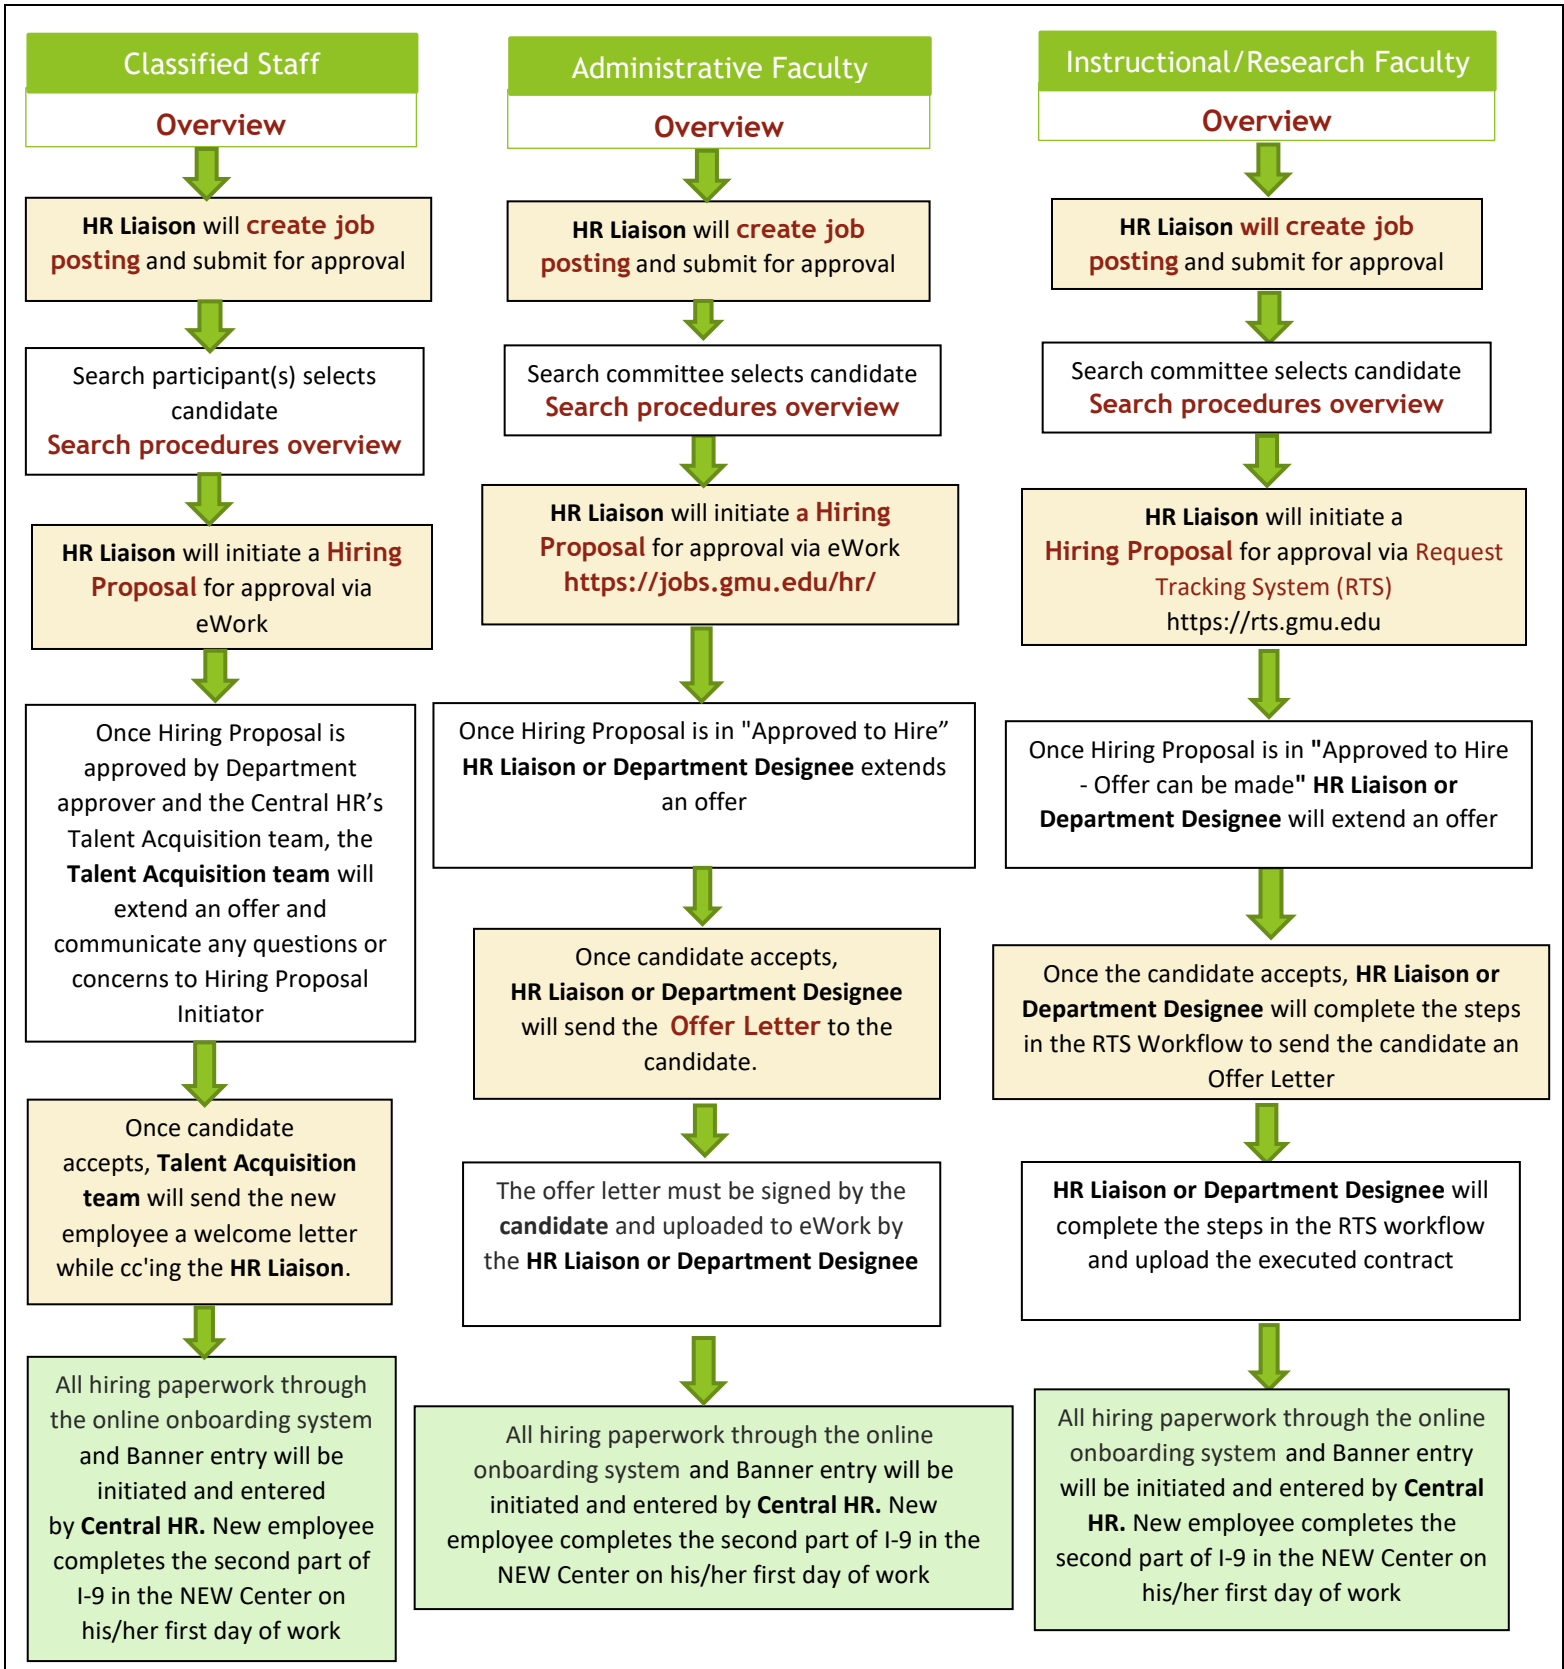 Classified Staff
Overview
HR Liaison will create job
posting and submit for approval
Search participant(s) selects
candidate
Search procedures overview
HR Liaison will initiate a Hiring
Proposal for approval via
eWork
Once Hiring Proposal is
approved by Department
approver and the Central HR’s
Talent Acquisition team, the
Talent Acquisition team will
extend an offer and
communicate any questions or
concerns to Hiring Proposal
Initiator
Once candidate
accepts, Talent Acquisition
team will send the new
employee a welcome letter
while cc'ing the HR Liaison.
All hiring paperwork through
the online onboarding system
and Banner entry will be
initiated and entered
by Central HR. New employee
completes the second part of
I-9 in the NEW Center on
his/her first day of work
Administrative Faculty
Overview
HR Liaison will create job
posting and submit for approval
Search committee selects candidate
Search procedures overview
HR Liaison will initiate a Hiring
Proposal for approval via eWork
https://jobs.gmu.edu/hr/
Once Hiring Proposal is in "Approved to Hire”
HR Liaison or Department Designee extends
an offer
Once candidate accepts,
HR Liaison or Department Designee
will send the Offer Letter to the
candidate.
The offer letter must be signed by the
candidate and uploaded to eWork by
the HR Liaison or Department Designee
All hiring paperwork through the online
onboarding system and Banner entry will be
initiated and entered by Central HR. New
employee completes the second part of I-9 in the
NEW Center on his/her first day of work
Instructional/Research Faculty
Overview
HR Liaison will create job
posting and submit for approval
Search committee selects candidate
Search procedures overview
HR Liaison will initiate a
Hiring Proposal for approval via Request
Tracking System (RTS)
https://rts.gmu.edu
Once Hiring Proposal is in "Approved to Hire
- Offer can be made" HR Liaison or
Department Designee will extend an offer
Once the candidate accepts, HR Liaison or
Department Designee will complete the steps
in the RTS Workflow to send the candidate an
Offer Letter
HR Liaison or Department Designee will
complete the steps in the RTS workflow
and upload the executed contract
All hiring paperwork through the online
onboarding system and Banner entry
will be initiated and entered by Central
HR. New employee completes the
second part of I-9 in the NEW Center on
his/her first day of work